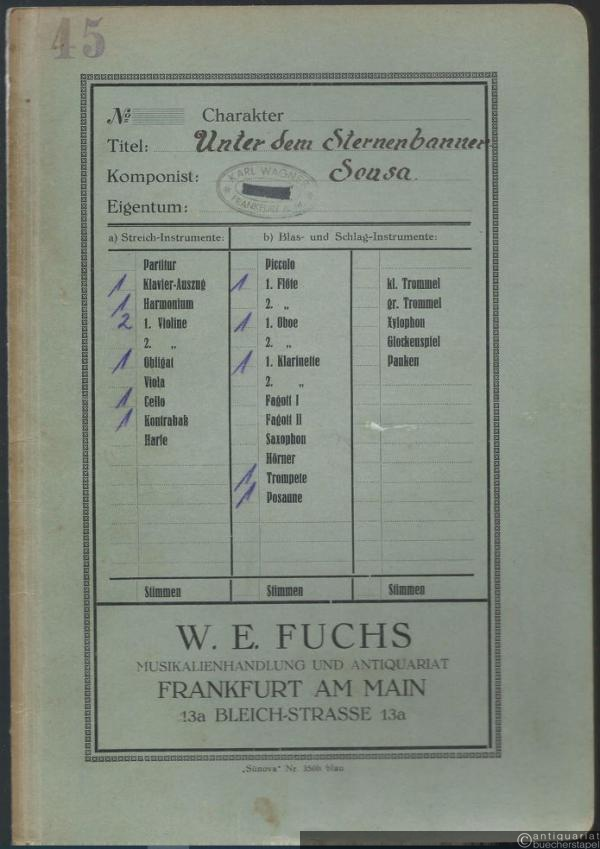 45
№ Charakter
Titel: Unter dem Sternenbanner
Komponist: Sousa.
KARL WAGNER
FRANKFURT A. M.
Eigentum:
a) Streich-Instrumente: b) Blas- und Schlag-Instrumente:
Partitur Piccolo
1 Klavier-Auszug 1 1. Flöte kl. Trommel
1 Harmonium 2. „ gr. Trommel
2 1. Violine 1 1. Oboe Xylophon
2. „ 2. „ Glockenspiel
1 Obligat 1 1. Klarinette Pauken
Viola 2. „
1 Cello Fagott I
1 Kontrabaß Fagott II
Harfe Saxophon
Hörner
1 Trompete
1 Posaune
Stimmen Stimmen Stimmen
W. E. FUCHS
MUSIKALIENHANDLUNG UND ANTIQUARIAT
FRANKFURT AM MAIN
13a BLEICH-STRASSE 13a
„Sünova“ Nr. 350b blau
antiquariat
buecherstapel